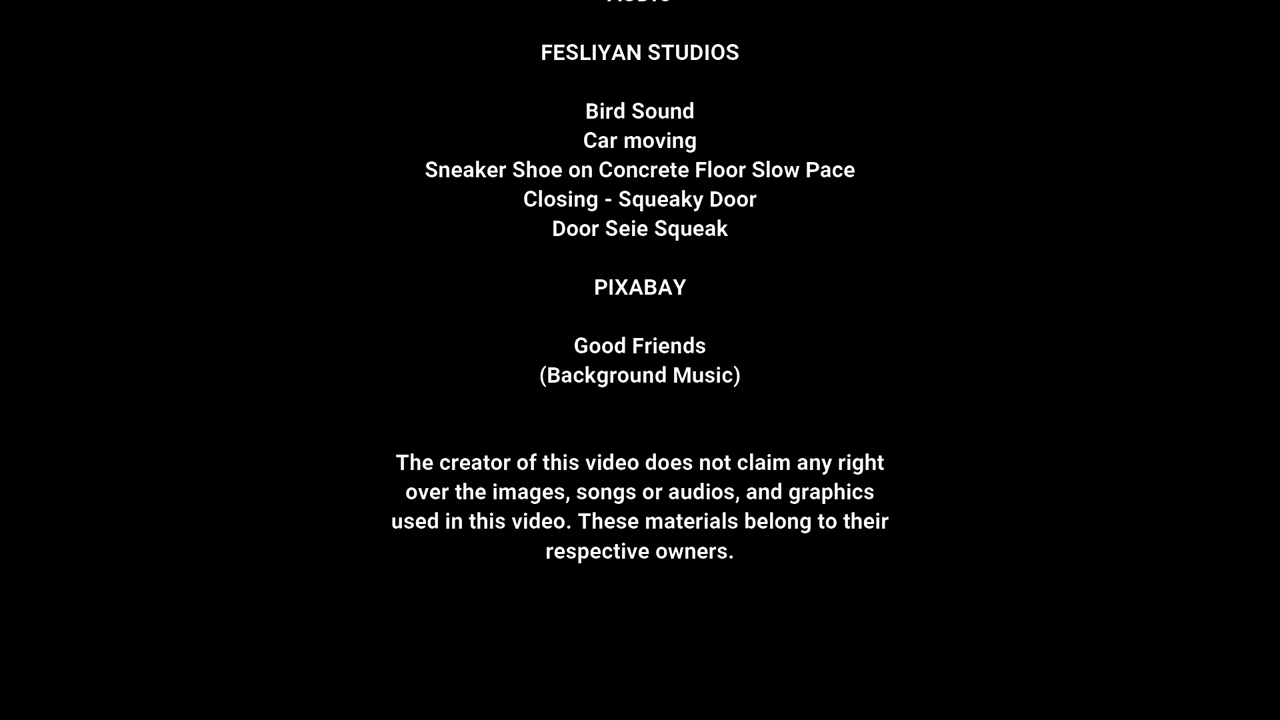 AUDIO
FESLIYAN STUDIOS
Bird Sound
Car moving
Sneaker Shoe on Concrete Floor Slow Pace
Closing - Squeaky Door
Door Seie Squeak
PIXABAY
Good Friends
(Background Music)
The creator of this video does not claim any right
over the images, songs or audios, and graphics
used in this video. These materials belong to their
respective owners.